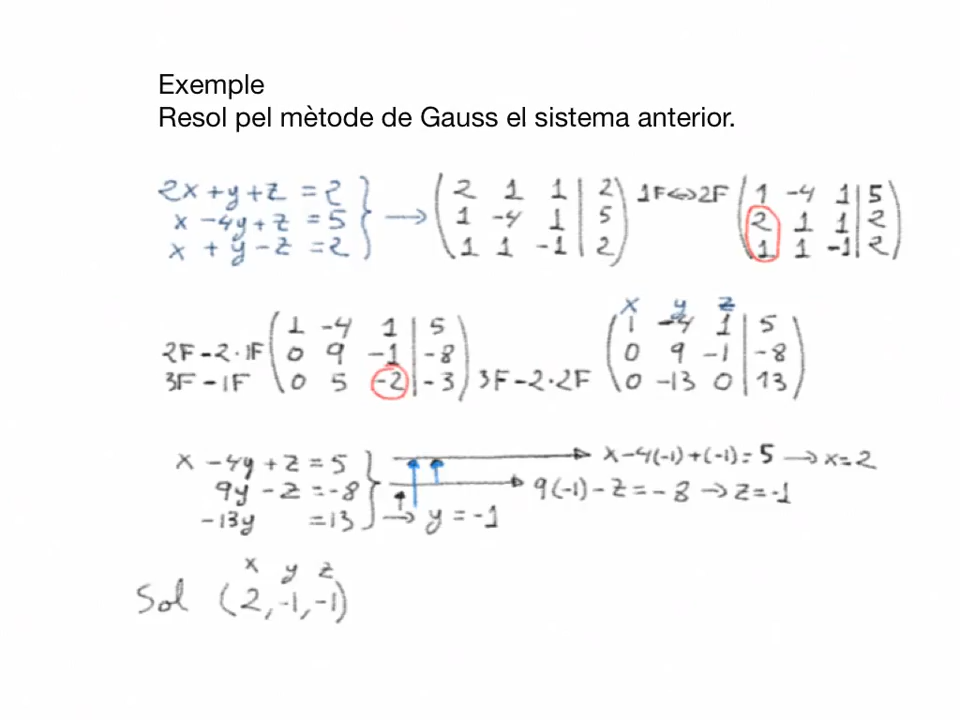 Exemple
Resol pel mètode de Gauss el sistema anterior.
2x + y + z = 2
x - 4y + z = 5
x + y - z = 2
2 1 1 | 2
1 -4 1 | 5
1 1 -1 | 2
1F<->2F
1 -4 1 | 5
2 1 1 | 2
1 1 -1 | 2
2F - 2·1F
3F - 1F
1 -4 1 | 5
0 9 -1 | -8
0 5 -2 | -3
3F - 2·2F
x y z
1 -4 1 | 5
0 9 -1 | -8
0 -13 0 | 13
x - 4y + z = 5
9y - z = -8
-13y = 13
x - 4(-1) + (-1) = 5 → x = 2
9(-1) - z = -8 → z = -1
→ y = -1
x y z
Sol (2, -1, -1)